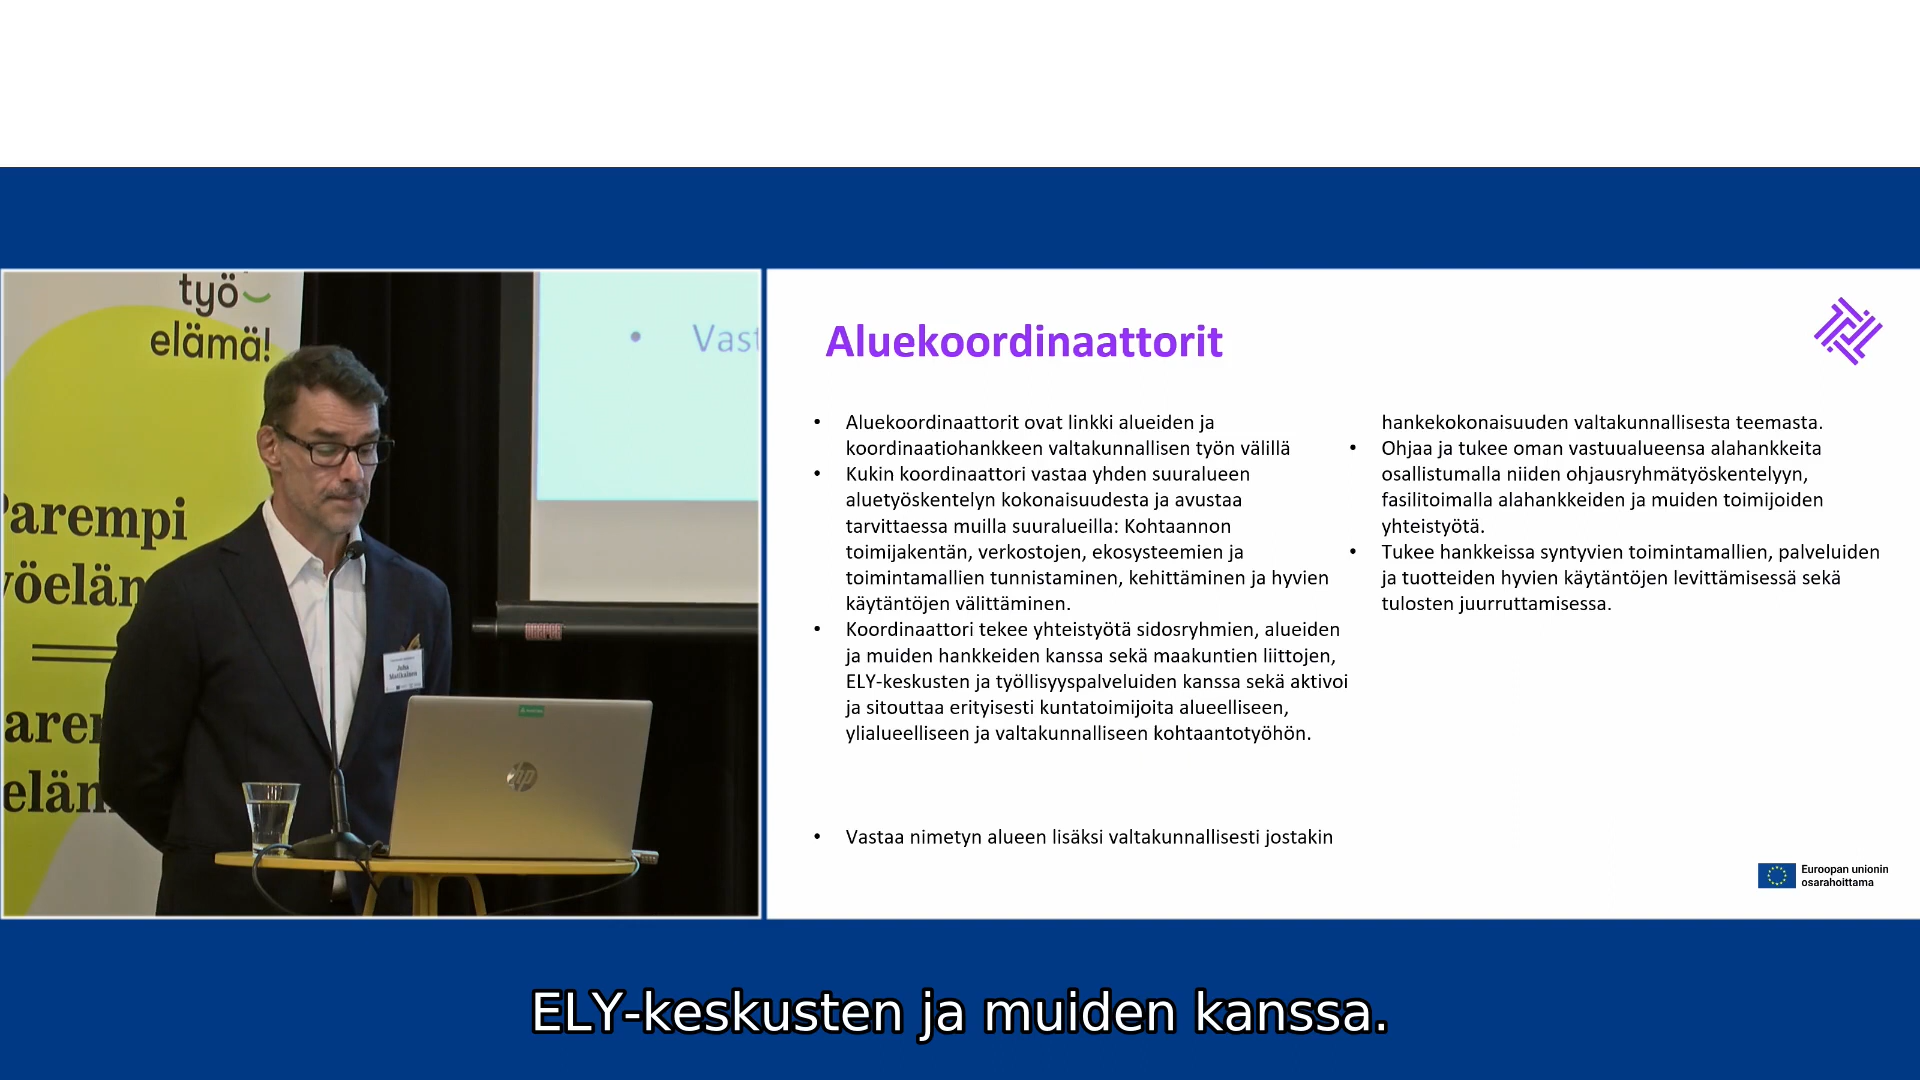 työ
elämä!
Parempi
Vast
Juha
Matikainen
hp
Aluekoordinaattorit
• Aluekoordinaattorit ovat linkki alueiden ja
koordinaatiohankkeen valtakunnallisen työn välillä
• Kukin koordinaattori vastaa yhden suuralueen
aluetyöskentelyn kokonaisuudesta ja avustaa
tarvittaessa muilla suuralueilla: Kohtaannon
toimijakentän, verkostojen, ekosysteemien ja
toimintamallien tunnistaminen, kehittäminen ja hyvien
käytäntöjen välittäminen.
• Koordinaattori tekee yhteistyötä sidosryhmien, alueiden
ja muiden hankkeiden kanssa sekä maakuntien liittojen,
ELY-keskusten ja työllisyyspalveluiden kanssa sekä aktivoi
ja sitouttaa erityisesti kuntatoimijoita alueelliseen,
ylialueelliseen ja valtakunnalliseen kohtaantotyöhön.
• Vastaa nimetyn alueen lisäksi valtakunnallisesti jostakin
hankekokonaisuuden valtakunnallisesta teemasta.
• Ohjaa ja tukee oman vastuualueensa alahankkeita
osallistumalla niiden ohjausryhmätyöskentelyyn,
fasilitoimalla alahankkeiden ja muiden toimijoiden
yhteistyötä.
• Tukee hankkeissa syntyvien toimintamallien, palveluiden
ja tuotteiden hyvien käytäntöjen levittämisessä sekä
tulosten juurruttamisessa.
Euroopan unionin
osarahoittama
ELY-keskusten ja muiden kanssa.